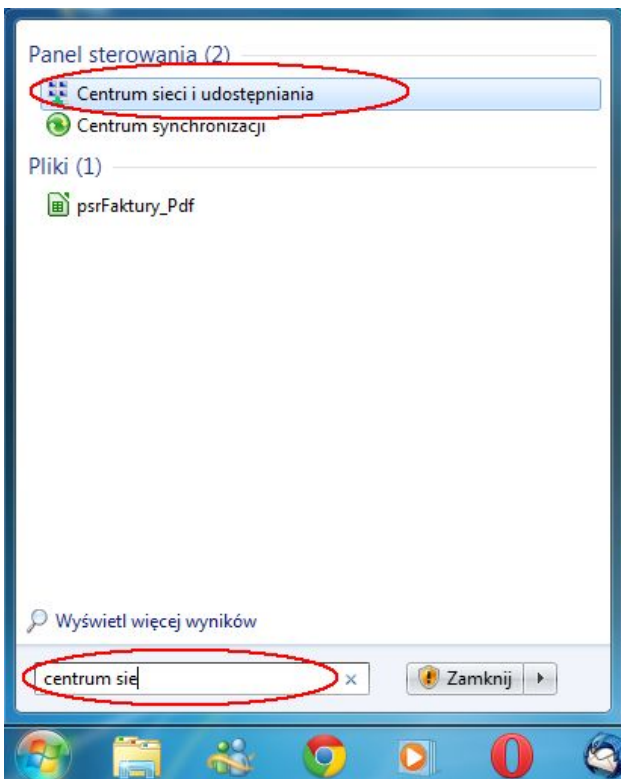 Panel sterowania (2)
Centrum sieci i udostępniania
Centrum synchronizacji
Pliki (1)
psrFaktury_Pdf
Wyświetl więcej wyników
centrum sie
Zamknij